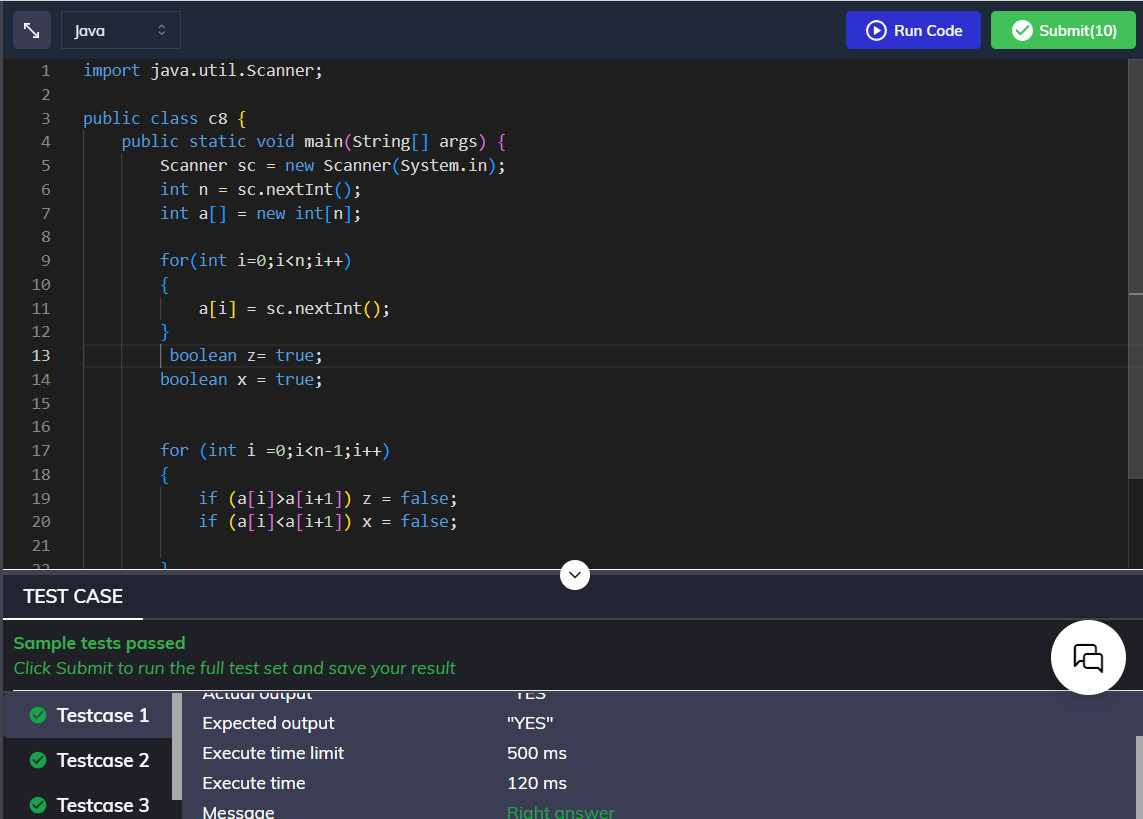 Java
Run Code
Submit(10)
1 import java.util.Scanner;
2
3 public class c8 {
4 public static void main(String[] args) {
5 Scanner sc = new Scanner(System.in);
6 int n = sc.nextInt();
7 int a[] = new int[n];
8
9 for(int i=0;i<n;i++)
10 {
11 a[i] = sc.nextInt();
12 }
13 boolean z= true;
14 boolean x = true;
15
16
17 for (int i =0;i<n-1;i++)
18 {
19 if (a[i]>a[i+1]) z = false;
20 if (a[i]<a[i+1]) x = false;
21
22 }
TEST CASE
Sample tests passed
Click Submit to run the full test set and save your result
Testcase 1
Testcase 2
Testcase 3
Actual output "YES"
Expected output "YES"
Execute time limit 500 ms
Execute time 120 ms
Message Right answer